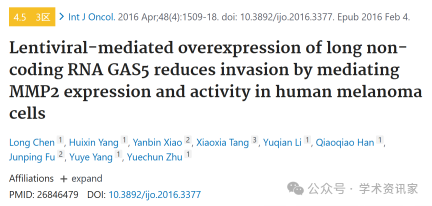 4.5 3区 > Int J Oncol. 2016 Apr;48(4):1509-18. doi: 10.3892/ijo.2016.3377. Epub 2016 Feb 4.
Lentiviral-mediated overexpression of long non-
coding RNA GAS5 reduces invasion by mediating
MMP2 expression and activity in human melanoma
cells
Long Chen 1, Huixin Yang 1, Yanbin Xiao 2, Xiaoxia Tang 3, Yuqian Li 1, Qiaoqiao Han 1,
Junping Fu 2, Yuye Yang 1, Yuechun Zhu 1
Affiliations + expand
PMID: 26846479 DOI: 10.3892/ijo.2016.3377
公众号 · 学术资讯家